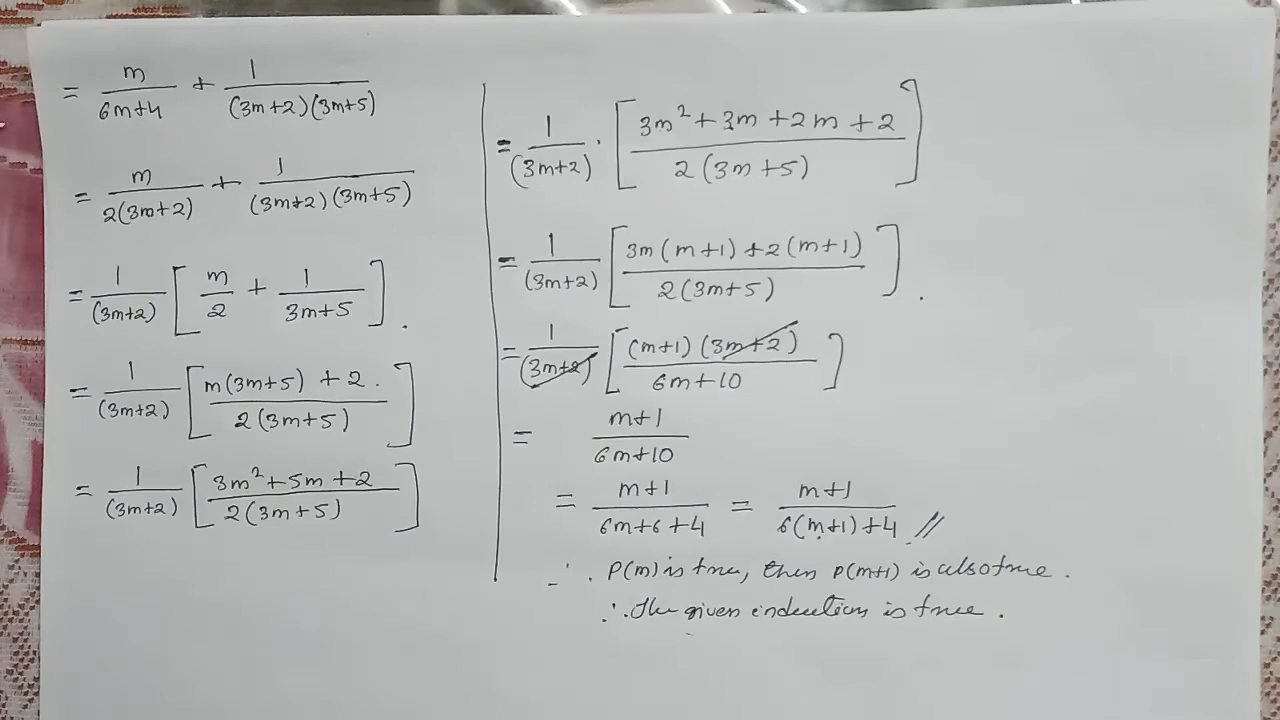 = m/(6m+4) + 1/((3m+2)(3m+5))
= m/(2(3m+2)) + 1/((3m+2)(3m+5))
= 1/(3m+2) [ m/2 + 1/(3m+5) ] .
= 1/(3m+2) [ (m(3m+5) + 2 .)/(2(3m+5)) ]
= 1/(3m+2) [ (3m² + 5m + 2)/(2(3m+5)) ]
= 1/(3m+2) · [ (3m² + 3m + 2m + 2)/(2(3m+5)) ]
= 1/(3m+2) [ (3m(m+1) + 2(m+1))/(2(3m+5)) ] .
= 1/(3m+2) [ ((m+1)(3m+2))/(6m+10) ]
= (m+1)/(6m+10)
= (m+1)/(6m+6+4) = (m+1)/(6(m+1)+4) //
∴ P(m) is true, then P(m+1) is also true .
∴ The given induction is true .